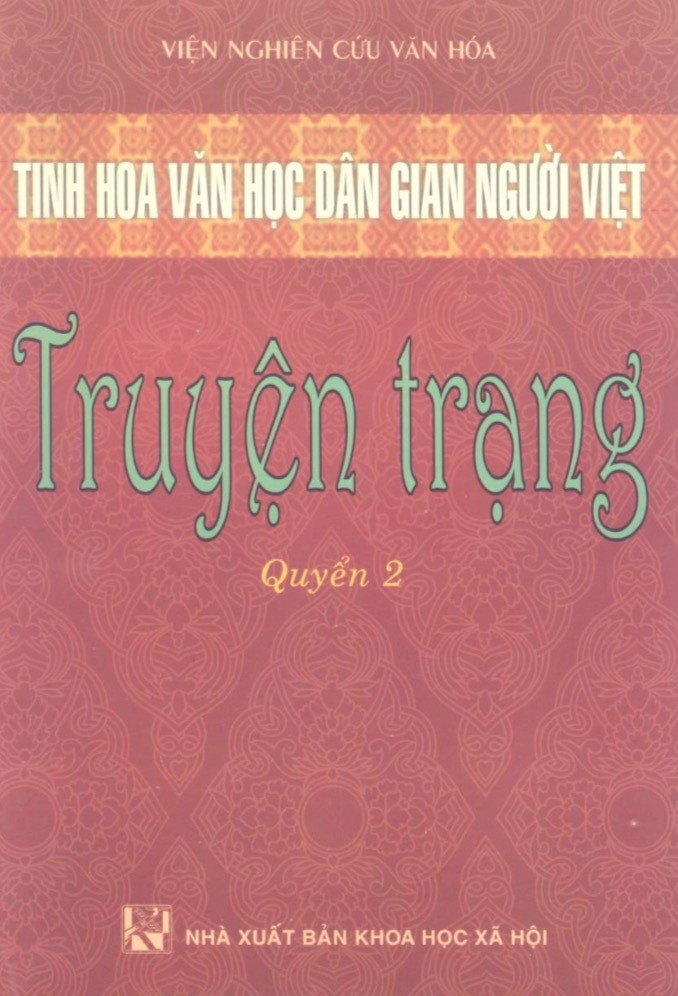 VIỆN NGHIÊN CỨU VĂN HÓA
TINH HOA VĂN HỌC DÂN GIAN NGƯỜI VIỆT
Truyện trạng
Quyển 2
NHÀ XUẤT BẢN KHOA HỌC XÃ HỘI